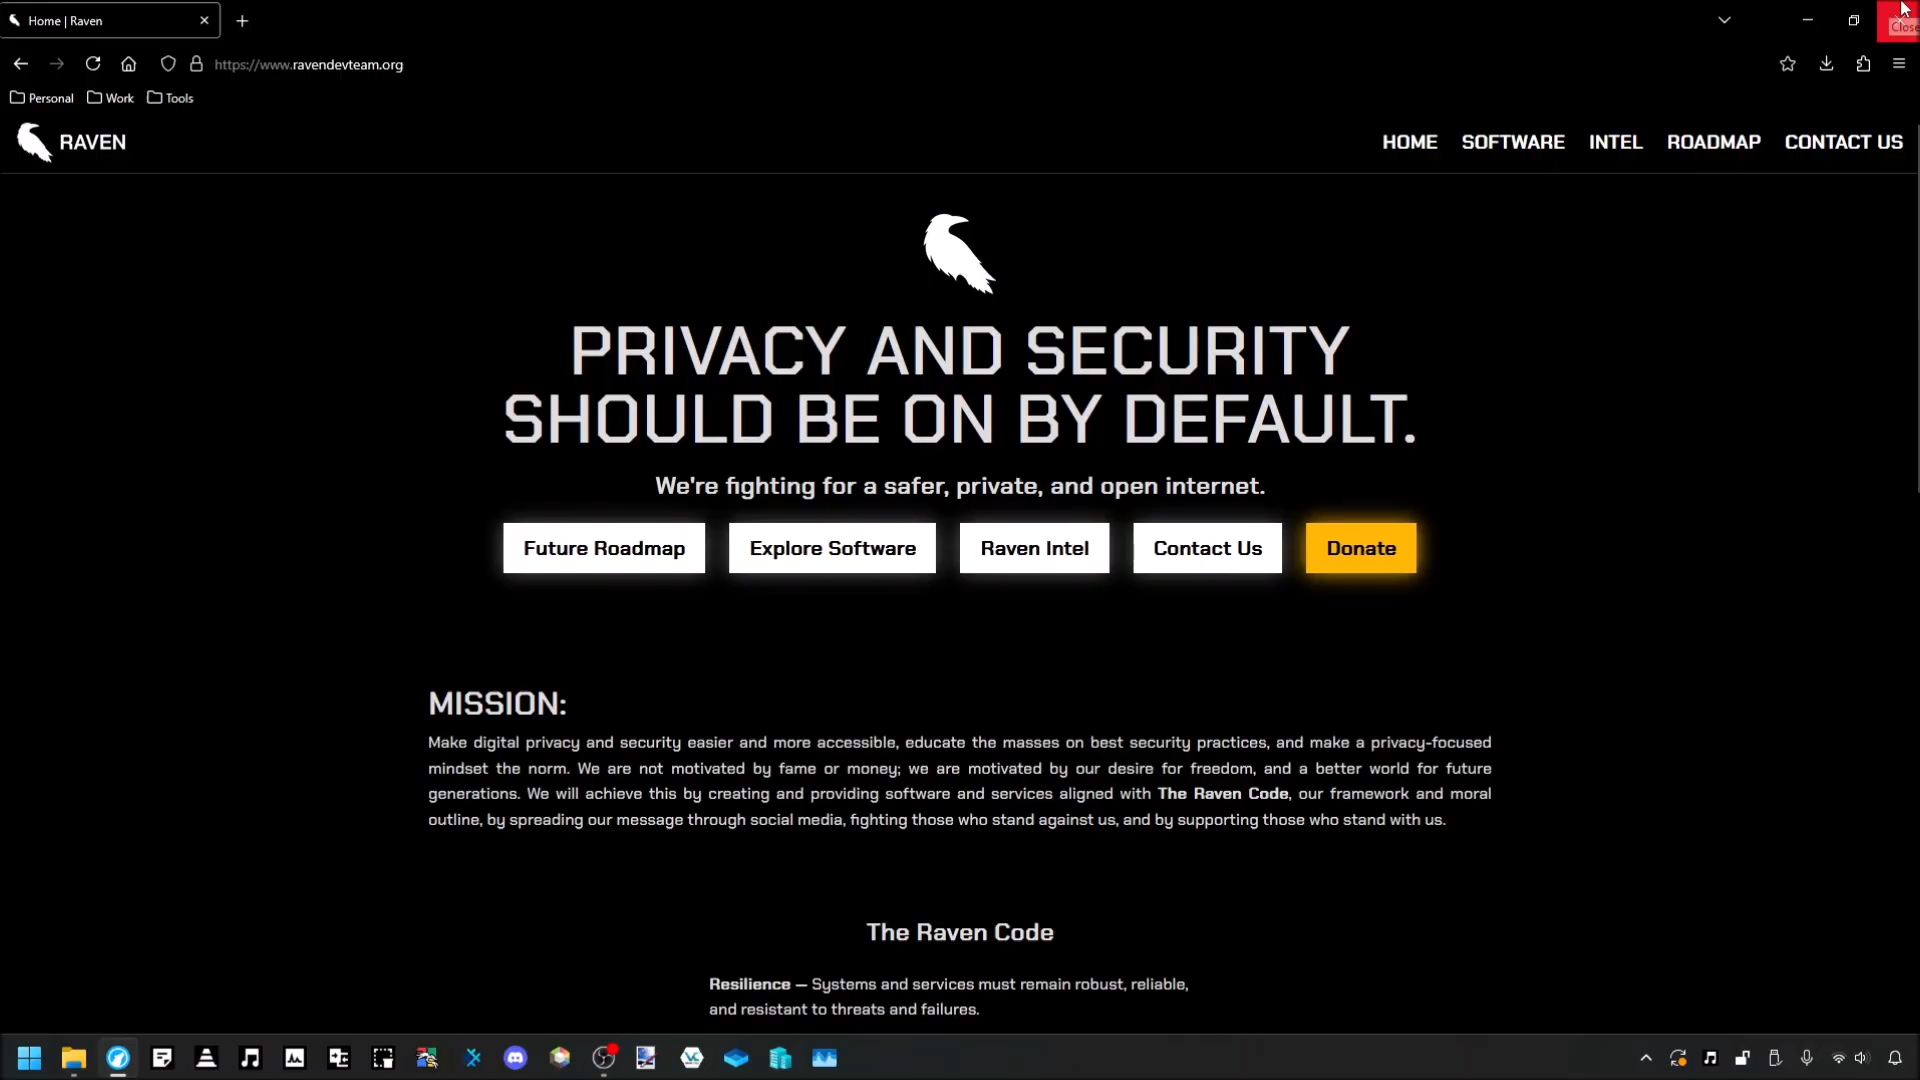 Home | Raven
Close
https://www.ravendevteam.org
Personal Work Tools
RAVEN HOME SOFTWARE INTEL ROADMAP CONTACT US
PRIVACY AND SECURITY
SHOULD BE ON BY DEFAULT.
We're fighting for a safer, private, and open internet.
Future Roadmap Explore Software Raven Intel Contact Us Donate
MISSION:
Make digital privacy and security easier and more accessible, educate the masses on best security practices, and make a privacy-focused
mindset the norm. We are not motivated by fame or money; we are motivated by our desire for freedom, and a better world for future
generations. We will achieve this by creating and providing software and services aligned with The Raven Code, our framework and moral
outline, by spreading our message through social media, fighting those who stand against us, and by supporting those who stand with us.
The Raven Code
Resilience — Systems and services must remain robust, reliable,
and resistant to threats and failures.